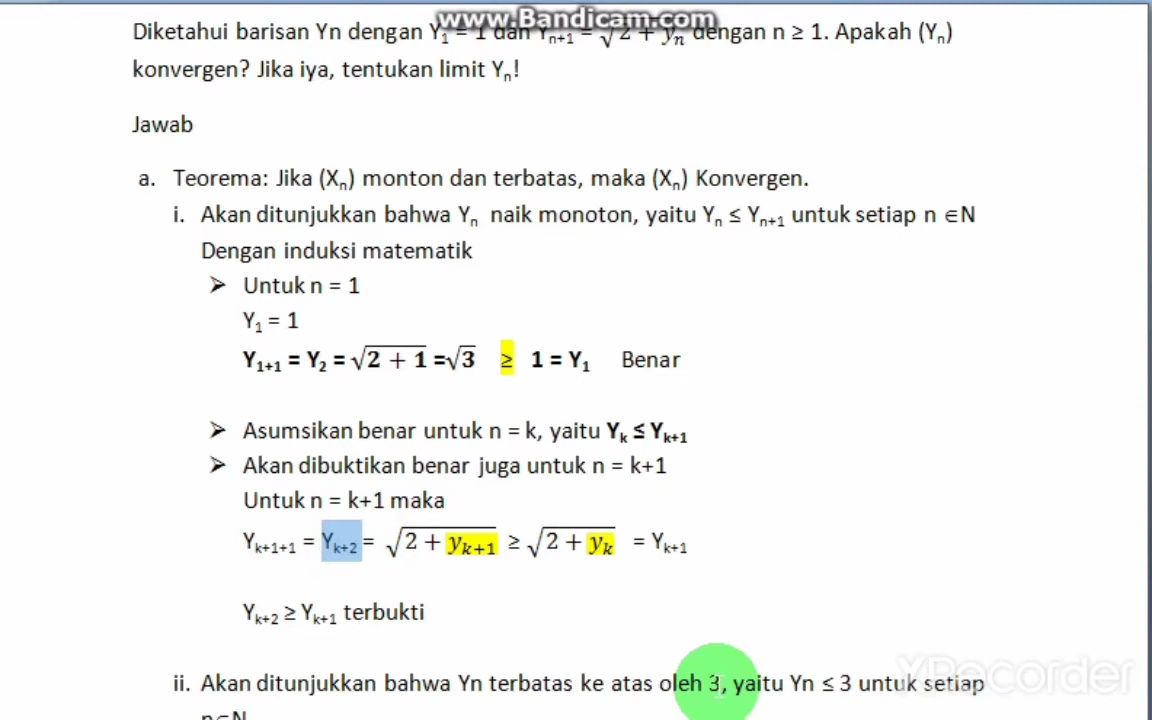 www.Bandicam.com
Diketahui barisan Yn dengan Y₁ = 1 dan Yₙ₊₁ = √2 + yₙ dengan n ≥ 1. Apakah (Yₙ)
konvergen? Jika iya, tentukan limit Yₙ!
Jawab
a. Teorema: Jika (Xₙ) monton dan terbatas, maka (Xₙ) Konvergen.
i. Akan ditunjukkan bahwa Yₙ naik monoton, yaitu Yₙ ≤ Yₙ₊₁ untuk setiap n ∈N
Dengan induksi matematik
➢ Untuk n = 1
Y₁ = 1
Y₁₊₁ = Y₂ = √2 + 1 =√3 ≥ 1 = Y₁ Benar
➢ Asumsikan benar untuk n = k, yaitu Yₖ ≤ Yₖ₊₁
➢ Akan dibuktikan benar juga untuk n = k+1
Untuk n = k+1 maka
Yₖ₊₁₊₁ = Yₖ₊₂ = √2 + yₖ₊₁ ≥ √2 + yₖ = Yₖ₊₁
Yₖ₊₂ ≥ Yₖ₊₁ terbukti
ii. Akan ditunjukkan bahwa Yn terbatas ke atas oleh 3, yaitu Yn ≤ 3 untuk setiap
n∈N
XRecorder